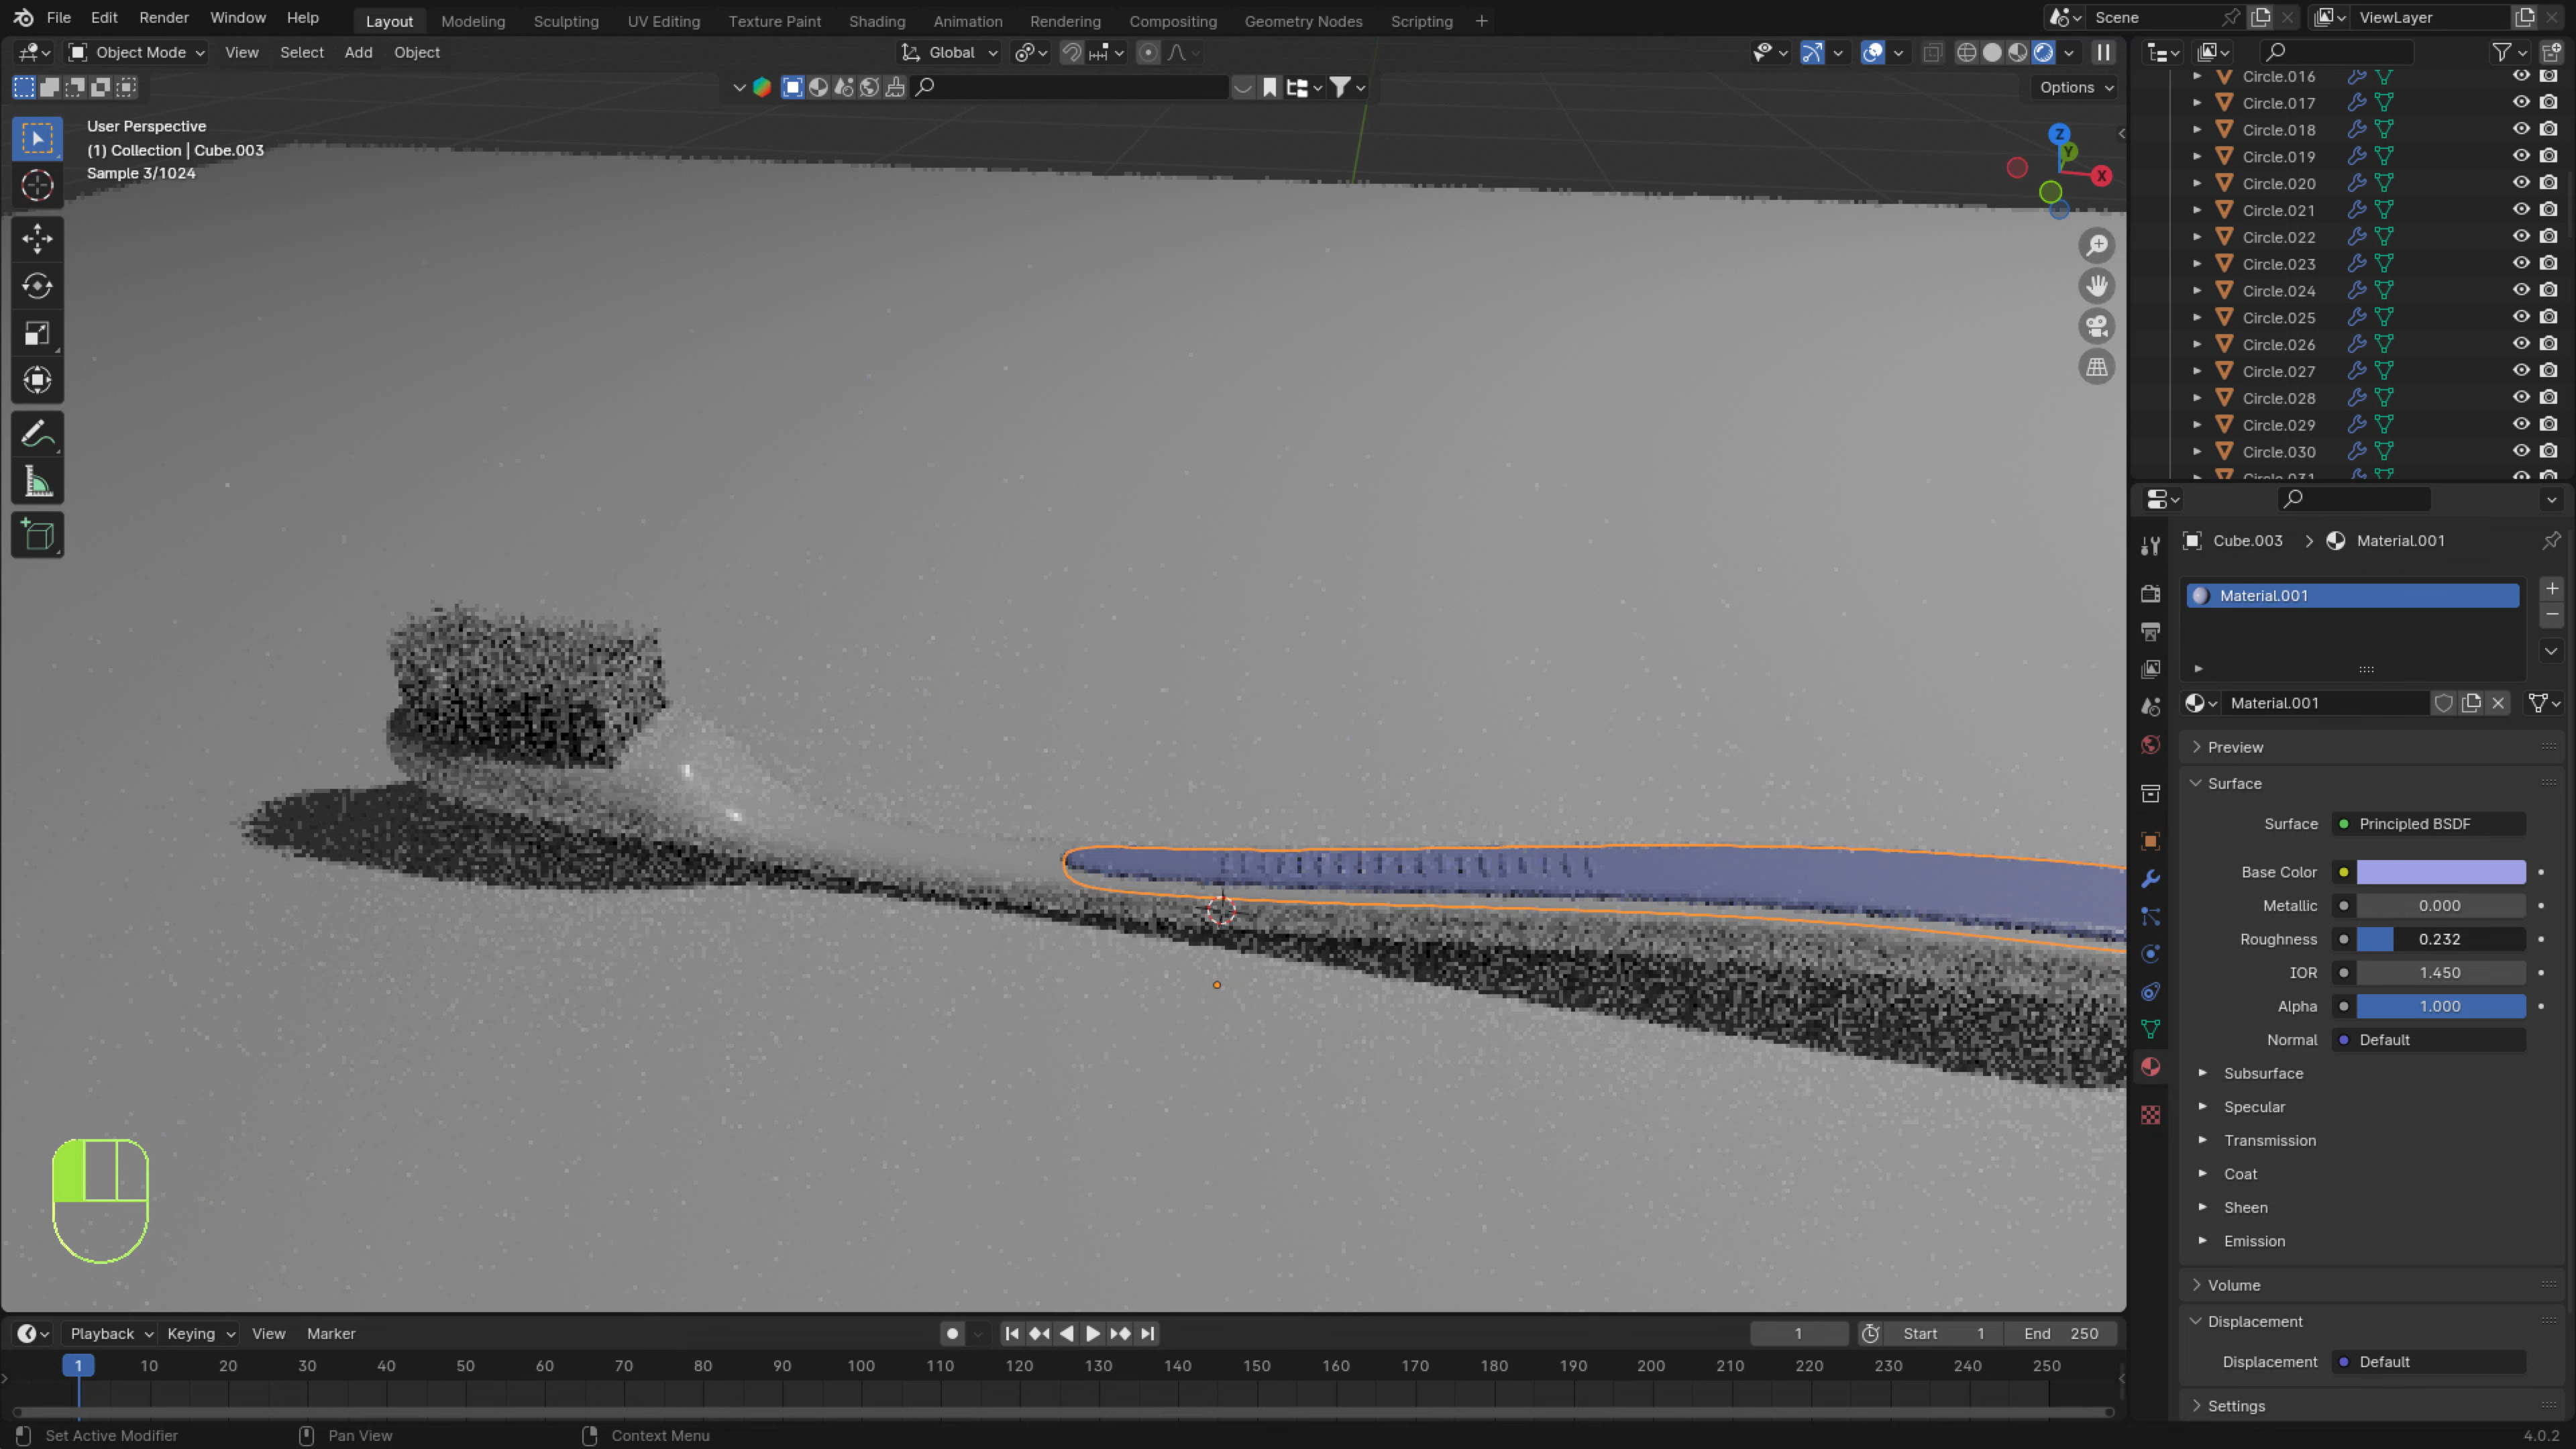 File Edit Render Window Help Layout Modeling Sculpting UV Editing Texture Paint Shading Animation Rendering Compositing Geometry Nodes Scripting + Scene ViewLayer
Object Mode View Select Add Object Global
Options
User Perspective
(1) Collection | Cube.003
Sample 3/1024
Z
Y
X
Circle.016
Circle.017
Circle.018
Circle.019
Circle.020
Circle.021
Circle.022
Circle.023
Circle.024
Circle.025
Circle.026
Circle.027
Circle.028
Circle.029
Circle.030
Circle.031
Cube.003 > Material.001
Material.001
Material.001
Preview
Surface
Surface Principled BSDF
Base Color
Metallic 0.000
Roughness 0.232
IOR 1.450
Alpha 1.000
Normal Default
Subsurface
Specular
Transmission
Coat
Sheen
Emission
Volume
Displacement
Displacement Default
Settings
Playback Keying View Marker 1 Start 1 End 250
1 10 20 30 40 50 60 70 80 90 100 110 120 130 140 150 160 170 180 190 200 210 220 230 240 250
Set Active Modifier Pan View Context Menu 4.0.2